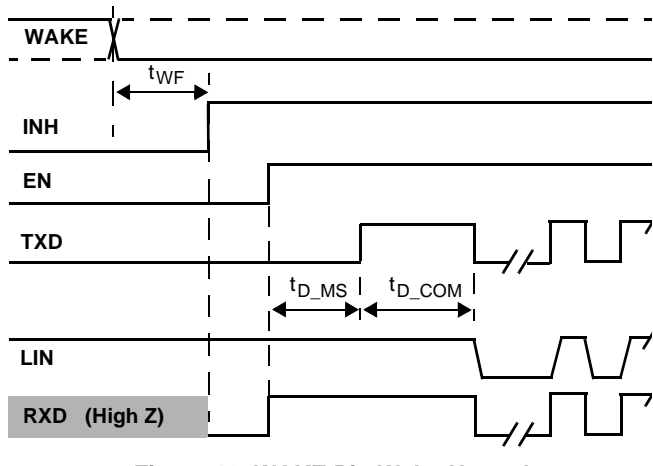 WAKE
tWF
INH
EN
TXD
tD_MS
tD_COM
LIN
RXD (High Z)